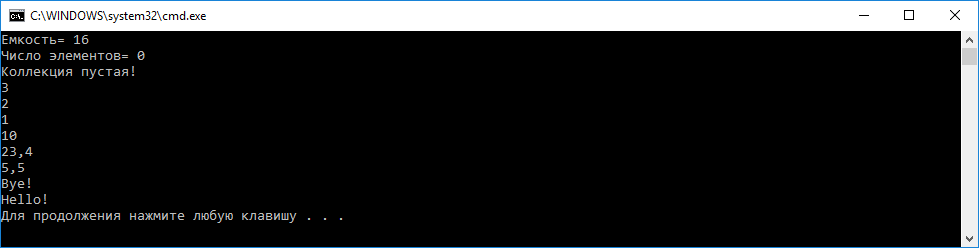 C:\WINDOWS\system32\cmd.exe
Емкость= 16
Число элементов= 0
Коллекция пустая!
3
2
1
10
23,4
5,5
Bye!
Hello!
Для продолжения нажмите любую клавишу . . .